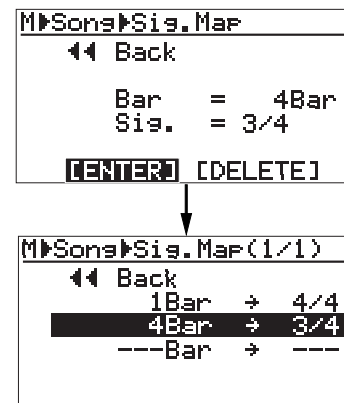 M▶Song▶Sig.Map
◀◀ Back
Bar = 4Bar
Sig. = 3/4
[ENTER] [DELETE]
M▶Song▶Sig.Map(1/1)
◀◀ Back
1Bar → 4/4
4Bar → 3/4
---Bar → ---